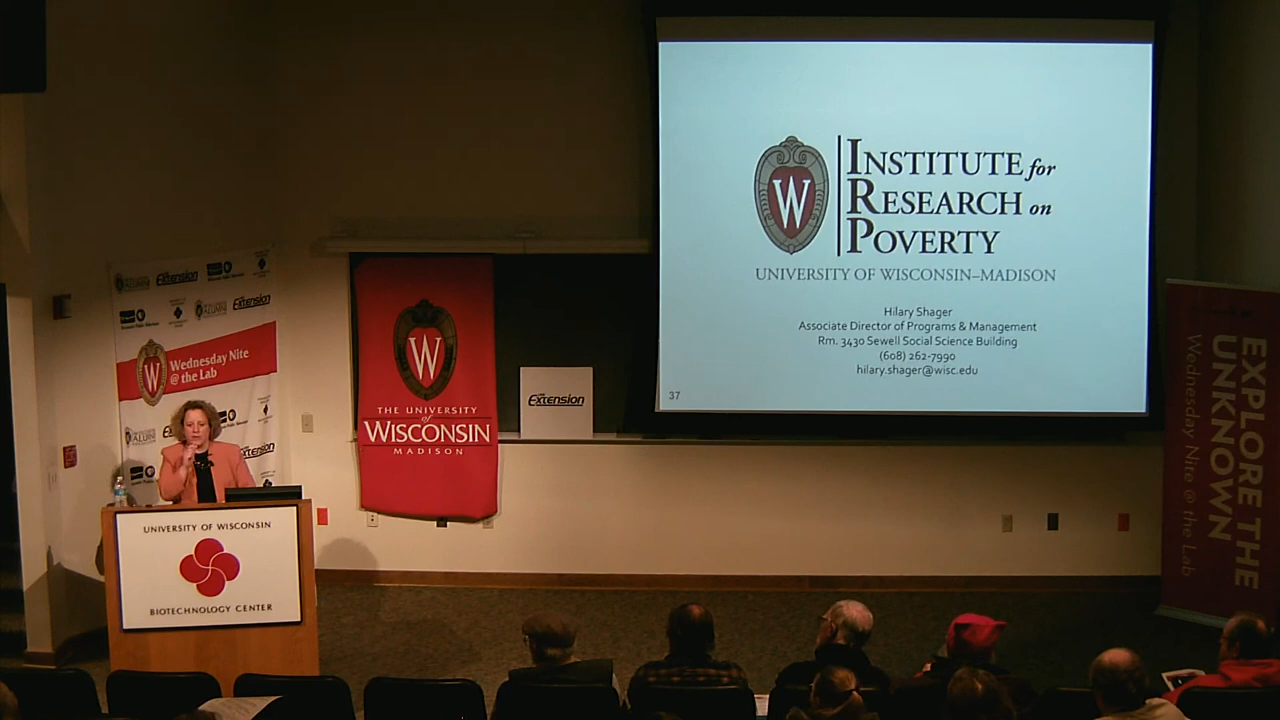 INSTITUTE for
RESEARCH on
POVERTY
W
UNIVERSITY OF WISCONSIN–MADISON
Hilary Shager
Associate Director of Programs & Management
Rm. 3430 Sewell Social Science Building
(608) 262-7990
hilary.shager@wisc.edu
37
Extension
Extension
Wednesday Nite
@ the Lab
W
THE UNIVERSITY
of
WISCONSIN
MADISON
Extension
Extension
UNIVERSITY OF WISCONSIN
BIOTECHNOLOGY CENTER
EXPLORE THE
UNKNOWN
Wednesday Nite @ the Lab